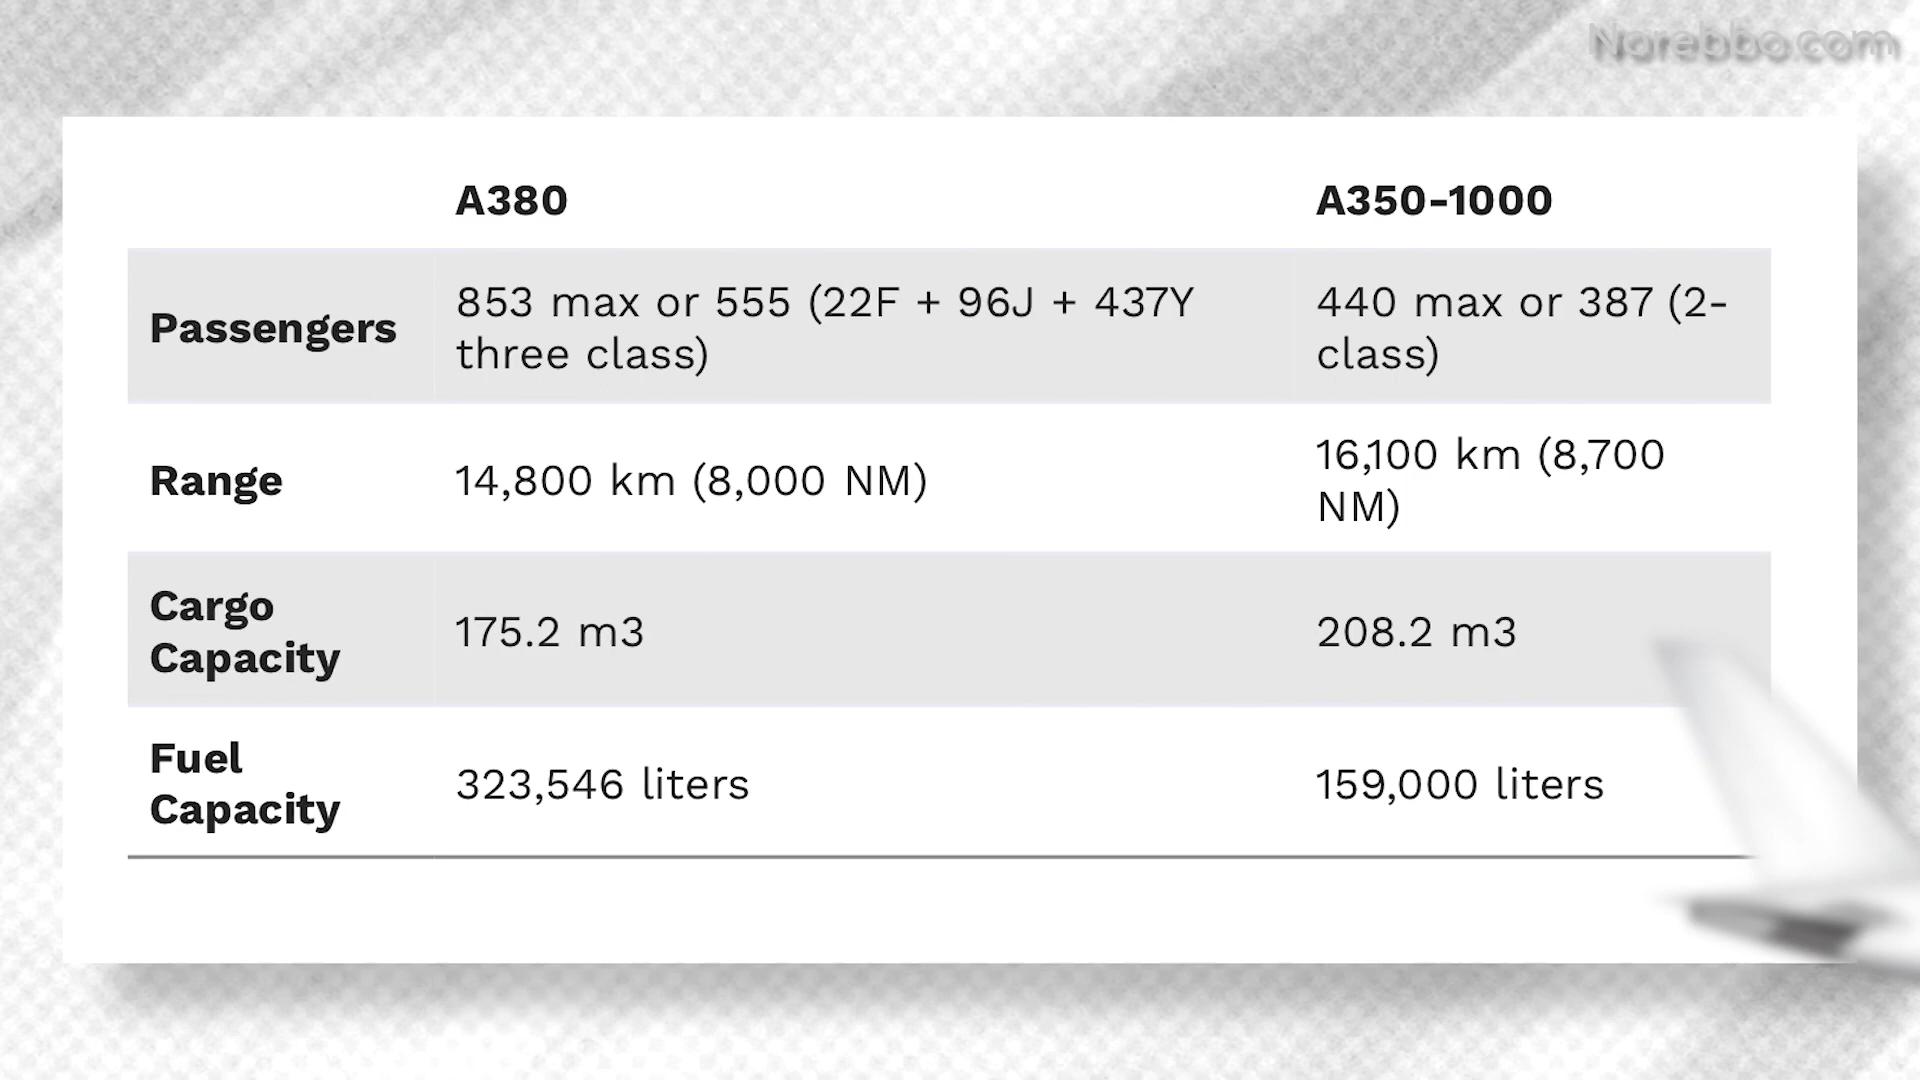 Norebbo.com
A380
A350-1000
Passengers
853 max or 555 (22F + 96J + 437Y
three class)
440 max or 387 (2-
class)
Range
14,800 km (8,000 NM)
16,100 km (8,700
NM)
Cargo
Capacity
175.2 m3
208.2 m3
Fuel
Capacity
323,546 liters
159,000 liters